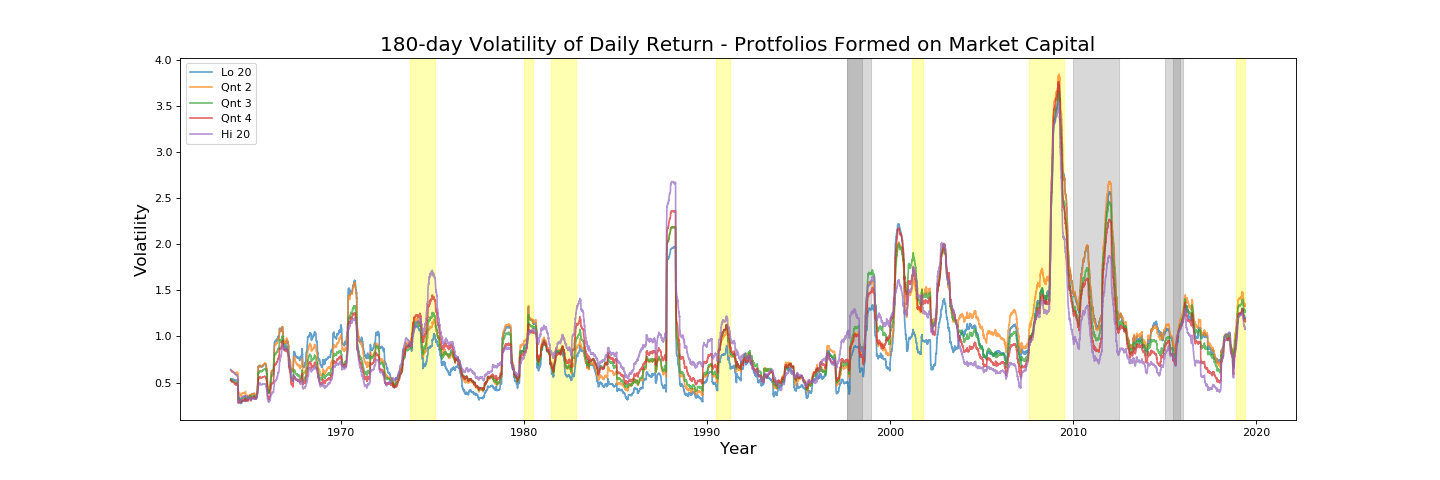 180-day Volatility of Daily Return - Protfolios Formed on Market Capital
4.0
3.5
3.0
2.5
2.0
1.5
1.0
0.5
Volatility
Lo 20
Qnt 2
Qnt 3
Qnt 4
Hi 20
1970
1980
1990
2000
2010
2020
Year